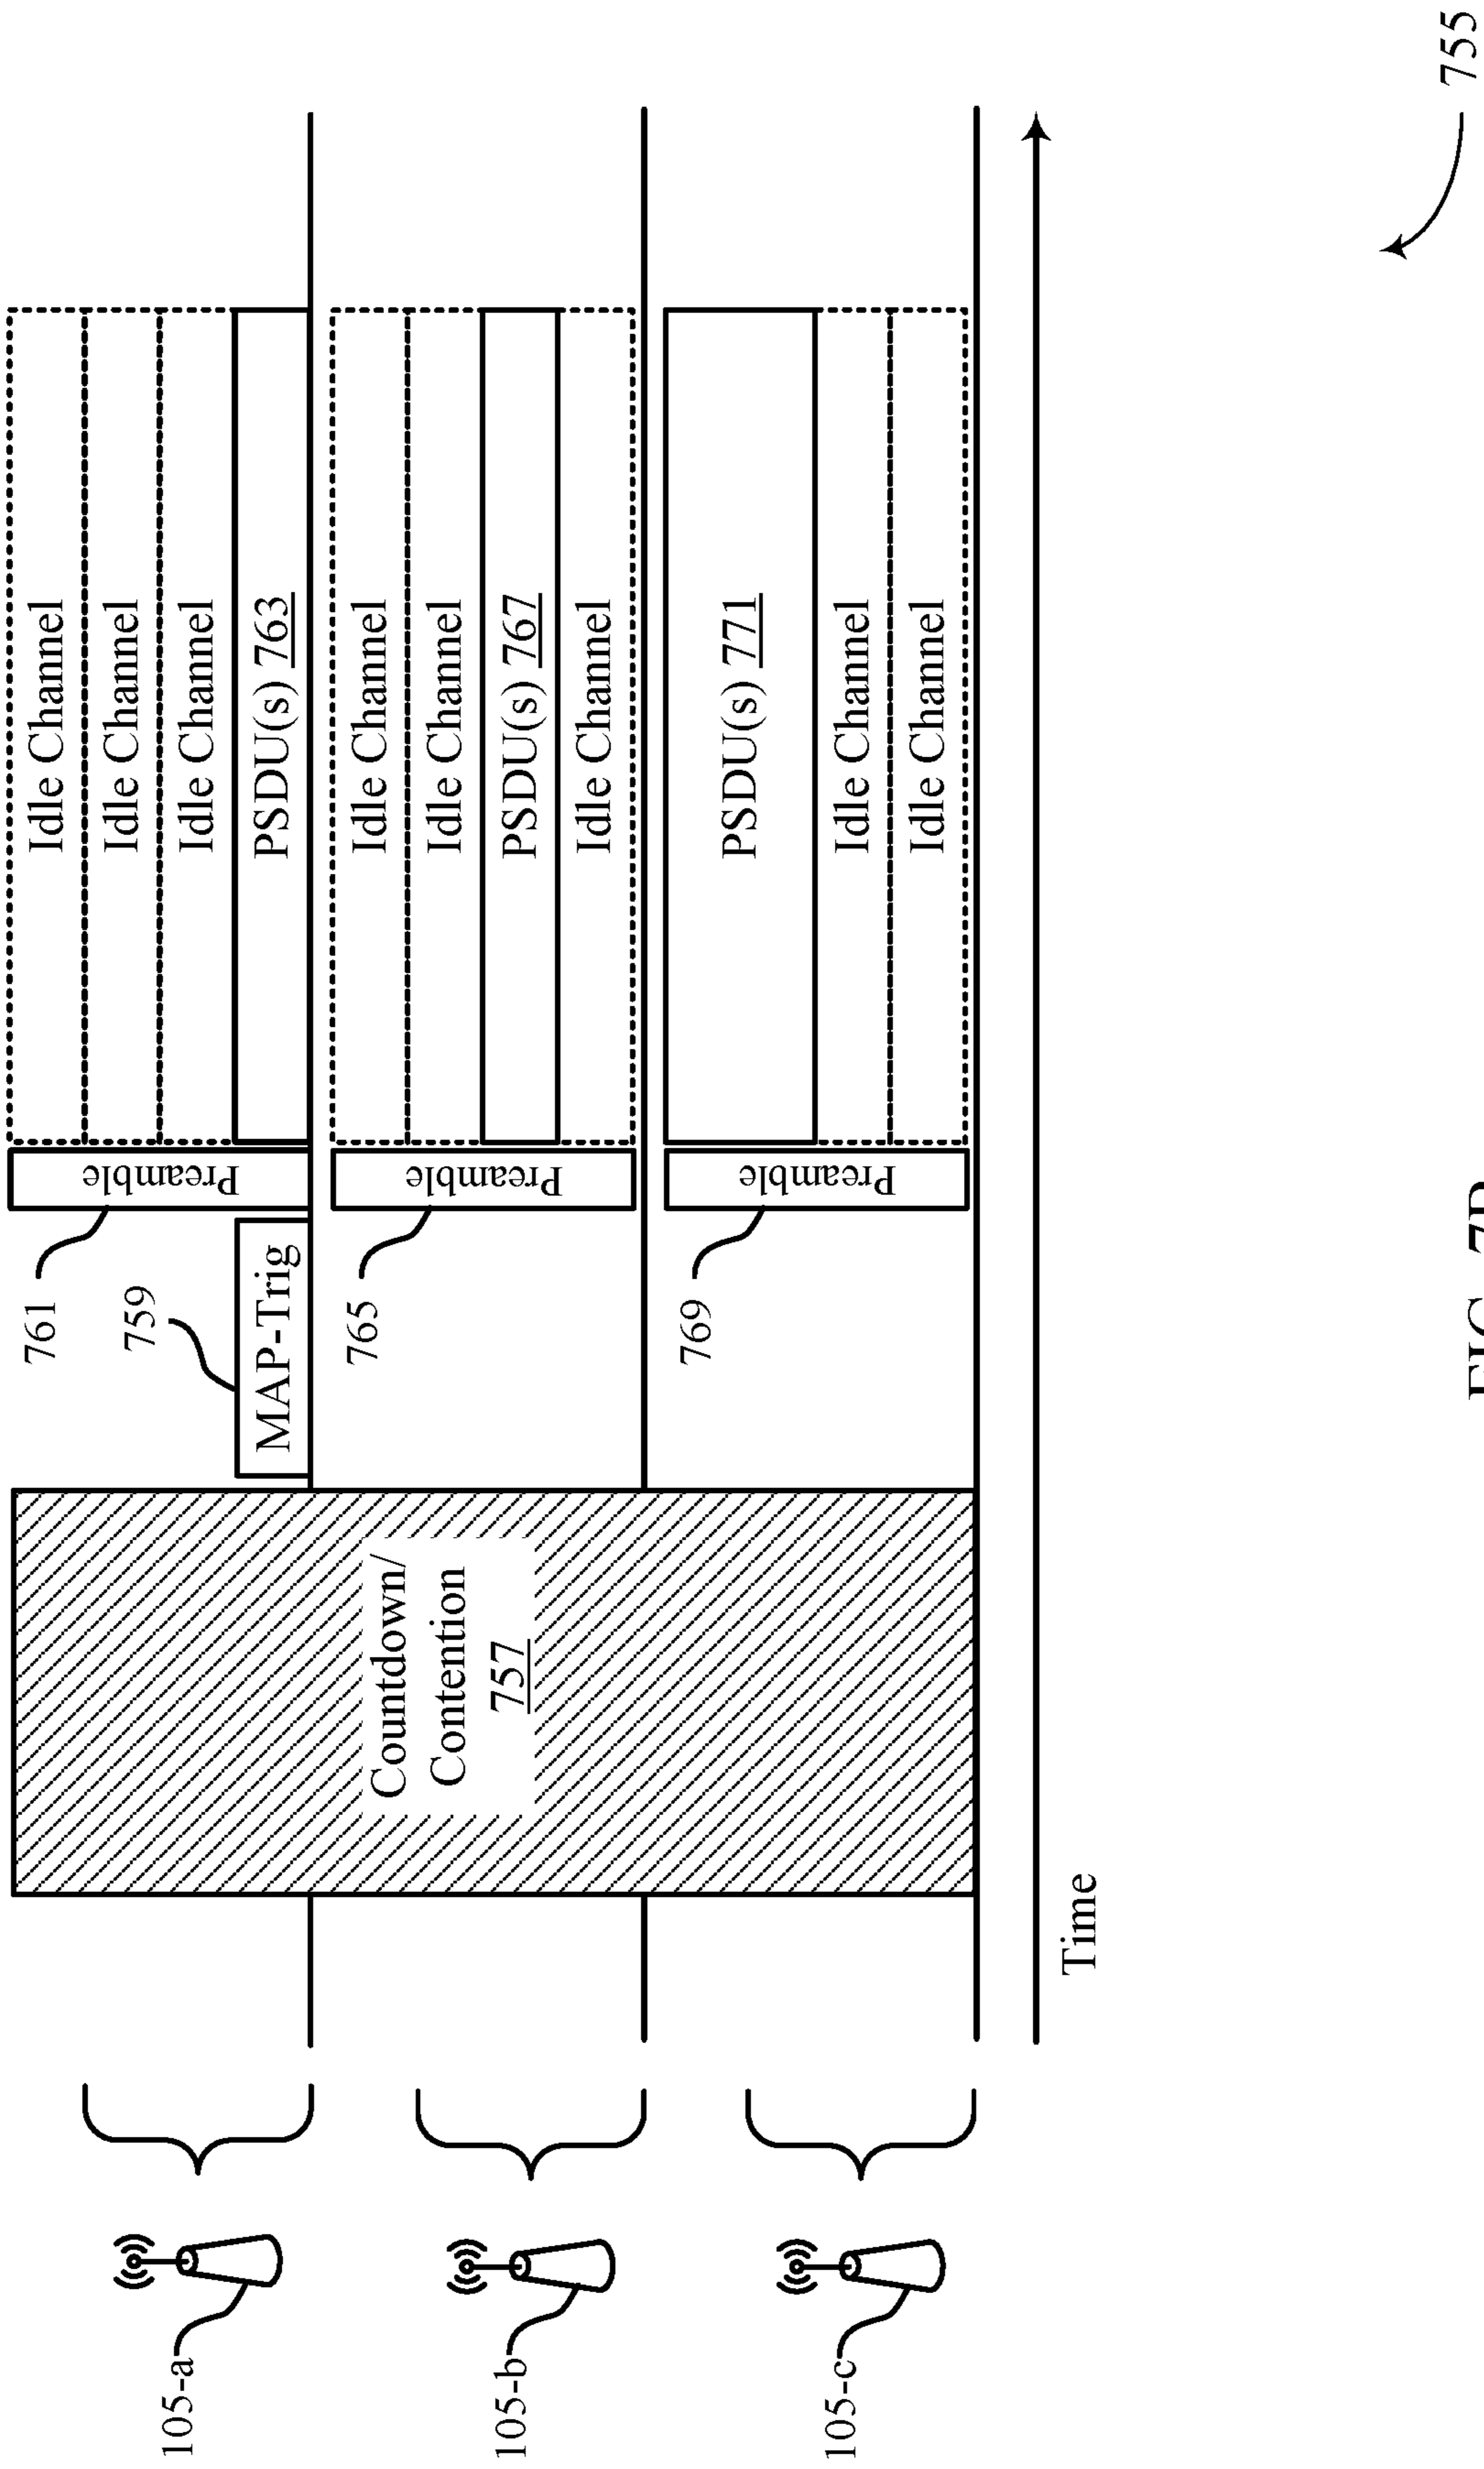 755
105-a
Countdown/
Contention
757
759
MAP-Trig
761
Preamble
Idle Channel
Idle Channel
Idle Channel
PSDU(s) 763
105-b
765
Preamble
Idle Channel
Idle Channel
PSDU(s) 767
Idle Channel
105-c
769
Preamble
PSDU(s) 771
Idle Channel
Idle Channel
Time